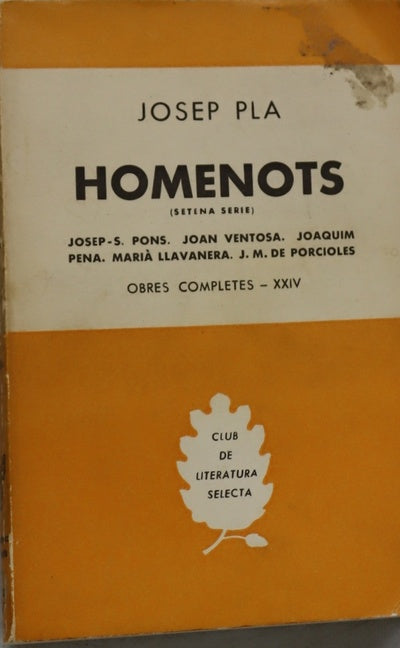 JOSEP PLA
HOMENOTS
(SETENA SERIE)
JOSEP-S. PONS. JOAN VENTOSA. JOAQUIM
PENA. MARIÀ LLAVANERA. J. M. DE PORCIOLES
OBRES COMPLETES – XXIV
CLUB
DE
LITERATURA
SELECTA